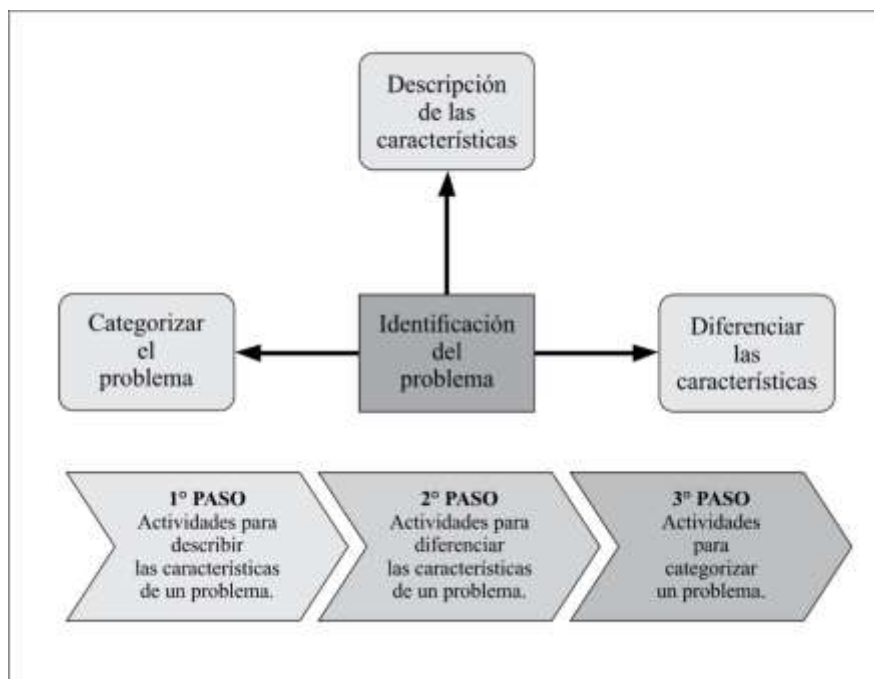 Descripción
de las
características
Categorizar
el
problema
Identificación
del
problema
Diferenciar
las
características
1° PASO
Actividades para
describir
las características
de un problema.
2° PASO
Actividades para
diferenciar
las características
de un problema.
3° PASO
Actividades
para
categorizar
un problema.